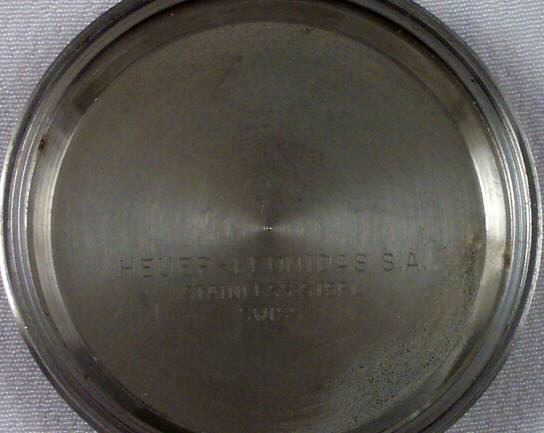 HEUER-LEONIDAS S.A.
STAINLESS STEEL
SWISS